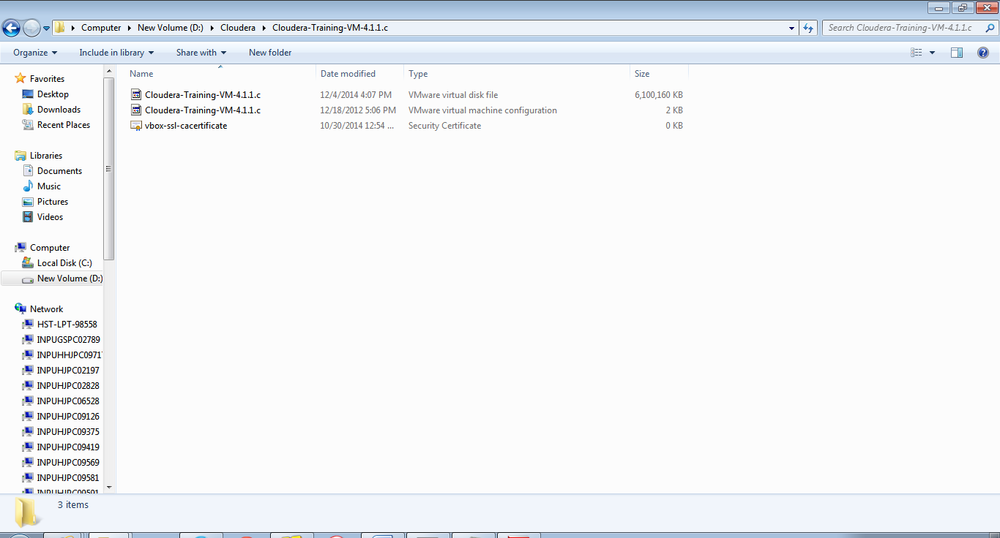 Computer New Volume (D:) Cloudera Cloudera-Training-VM-4.1.1.c Search Cloudera-Training-VM-4.1.1.c
Organize Include in library Share with New folder
Name Date modified Type Size
Cloudera-Training-VM-4.1.1.c 12/4/2014 4:07 PM VMware virtual disk file 6,100,160 KB
Cloudera-Training-VM-4.1.1.c 12/18/2012 5:06 PM VMware virtual machine configuration 2 KB
vbox-ssl-cacertificate 10/30/2014 12:54 ... Security Certificate 0 KB
Favorites
Desktop
Downloads
Recent Places
Libraries
Documents
Music
Pictures
Videos
Computer
Local Disk (C:)
New Volume (D:)
Network
HST-LPT-98558
INPUGSPC02789
INPUHHJPC0971
INPUHJPC02197
INPUHJPC02828
INPUHJPC06528
INPUHJPC09126
INPUHJPC09375
INPUHJPC09419
INPUHJPC09569
INPUHJPC09581
INPUHJPC09591
3 items